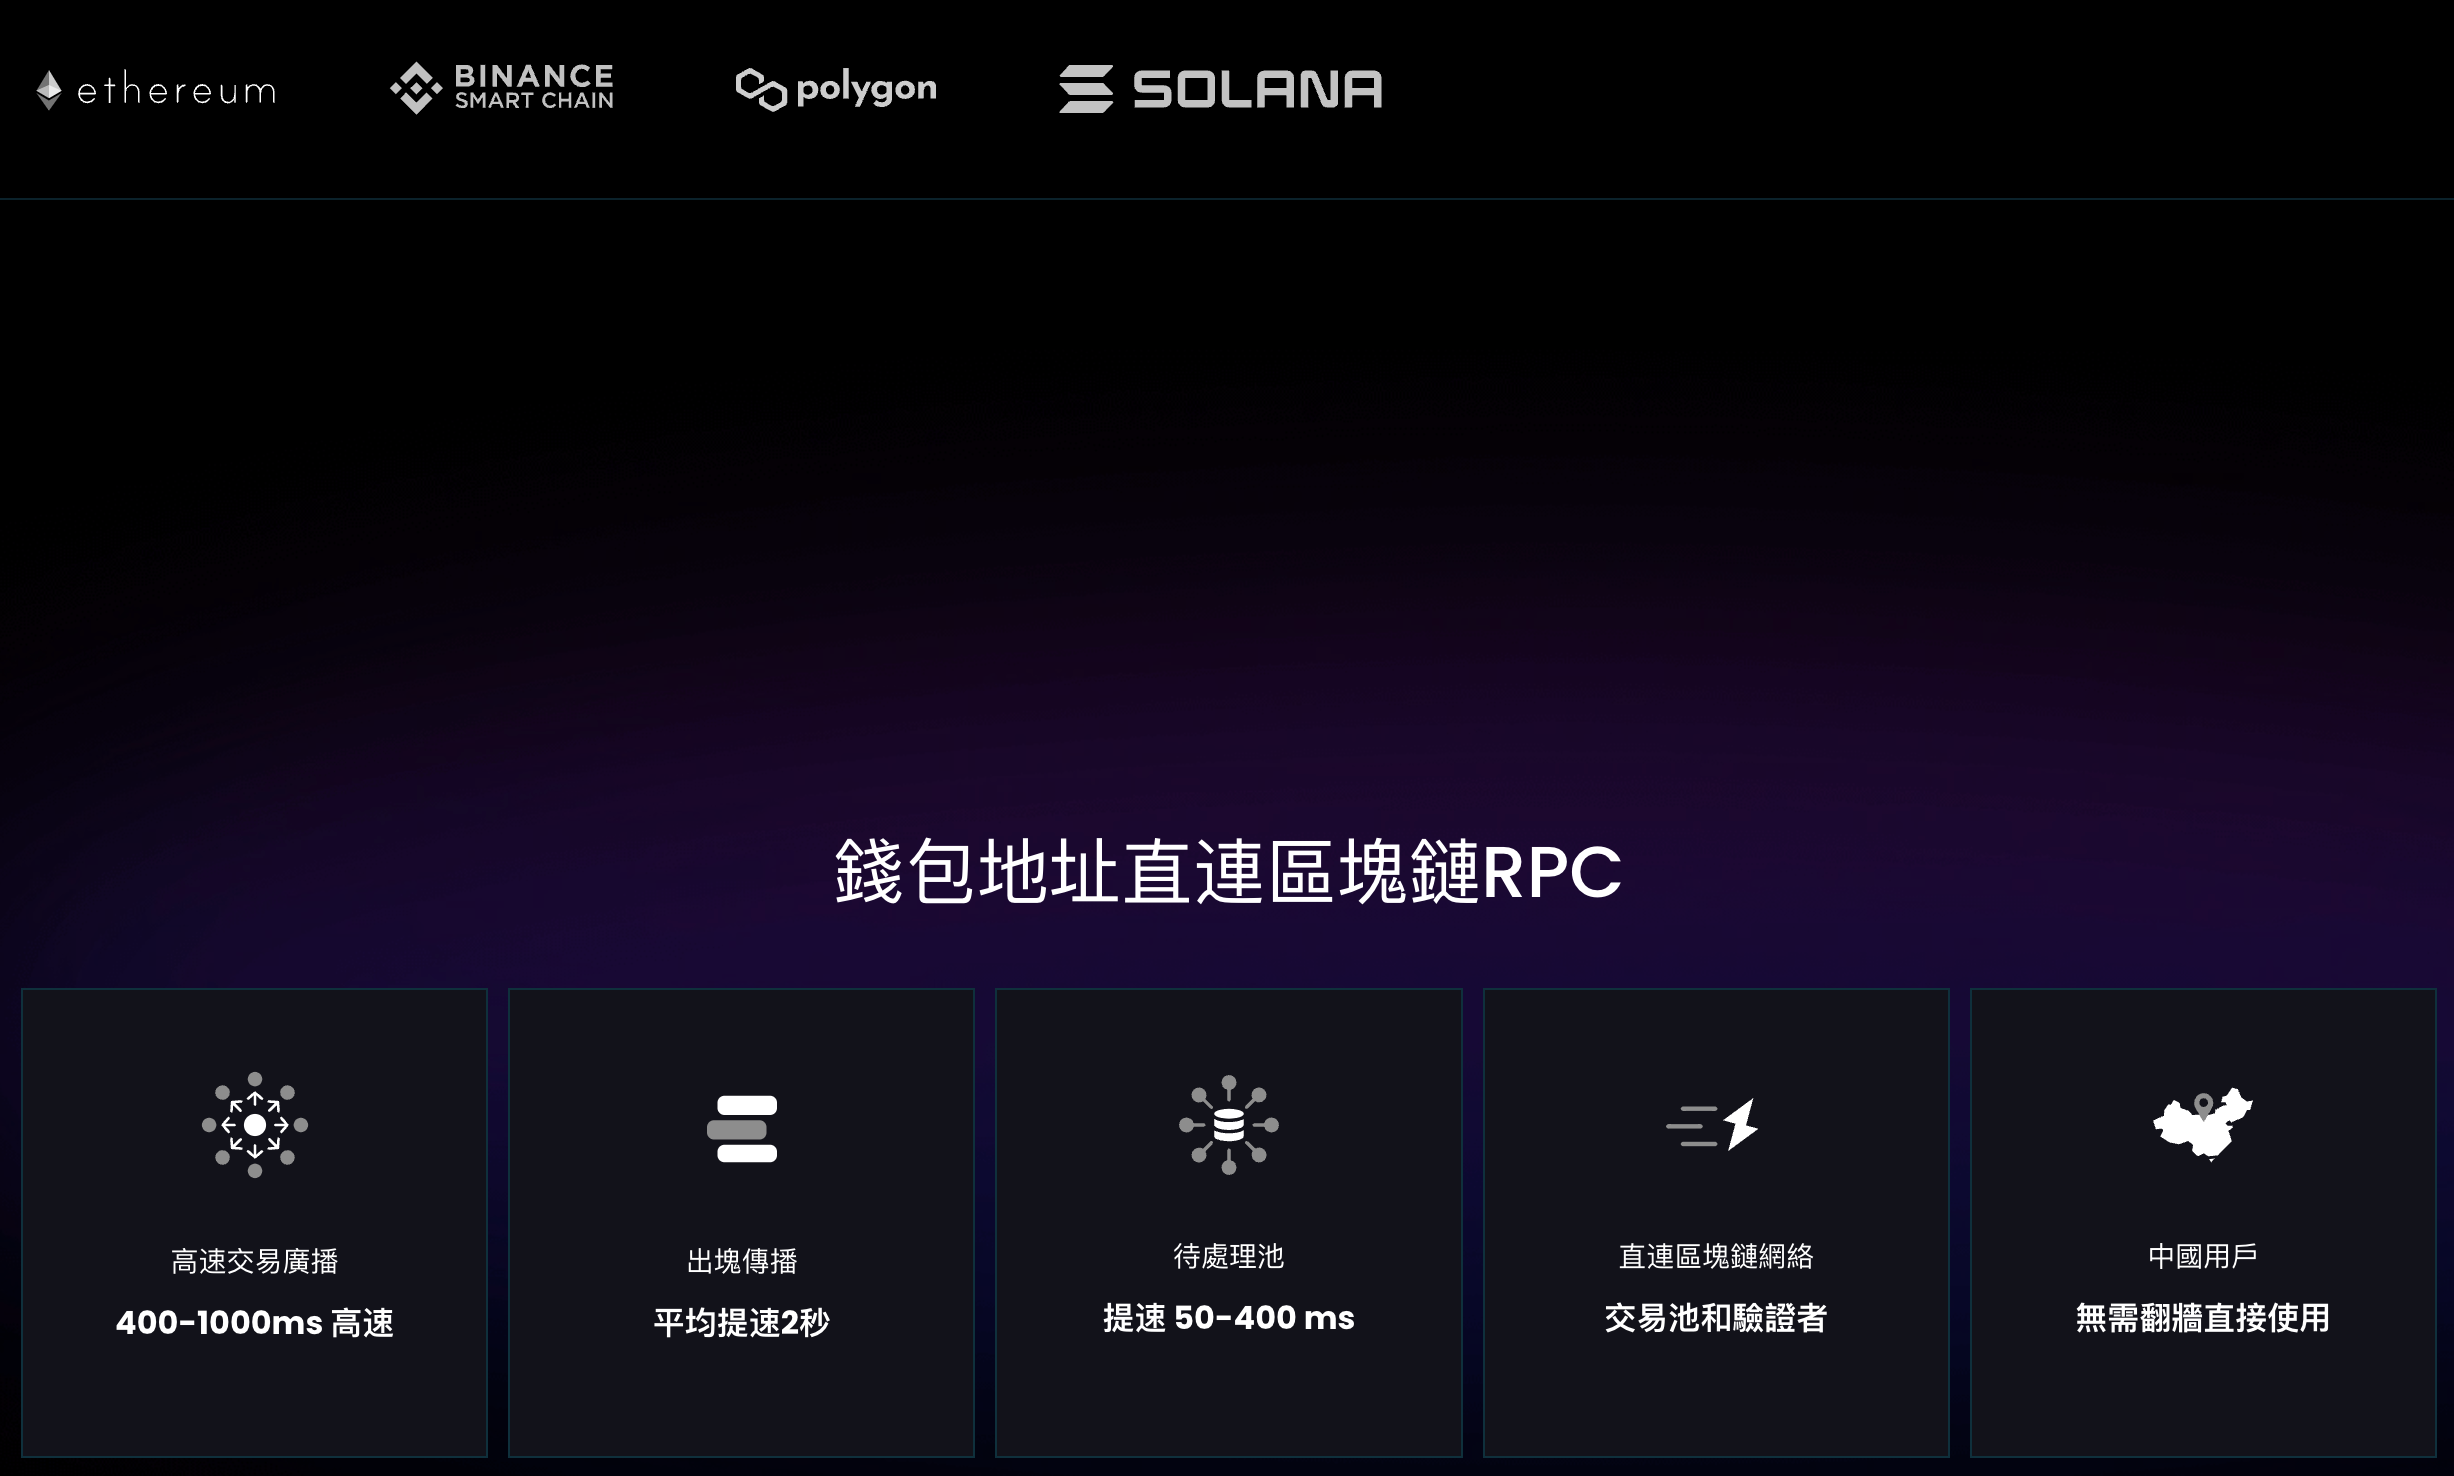 ethereum
BINANCE
SMART CHAIN
polygon
SOLANA
錢包地址直連區塊鏈RPC
高速交易廣播
400-1000ms 高速
出塊傳播
平均提速2秒
待處理池
提速 50-400 ms
直連區塊鏈網絡
交易池和驗證者
中國用戶
無需翻牆直接使用